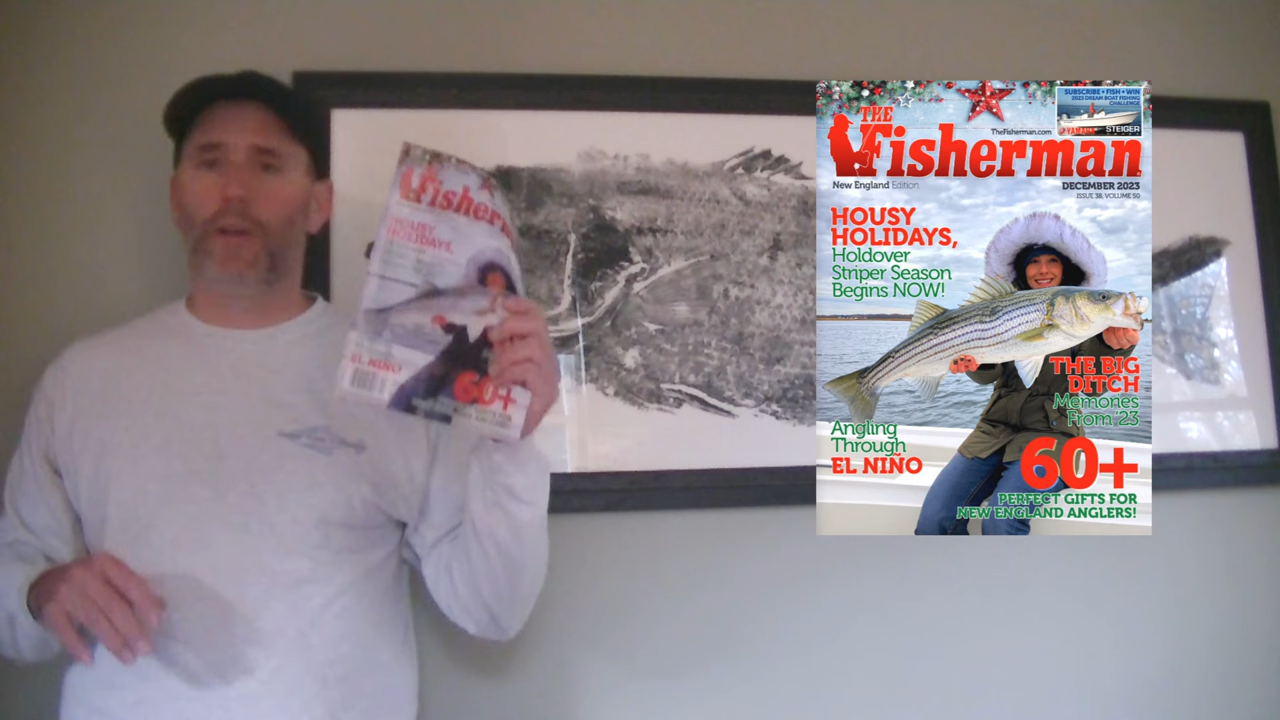 THE
Fisherman
HOUSY
HOLIDAYS,
EL NIÑO
60+
SUBSCRIBE • FISH • WIN
2023 DREAM BOAT FISHING
CHALLENGE
YAMAHA STEIGER
TheFisherman.com
THE
Fisherman
New England Edition
DECEMBER 2023
ISSUE 38, VOLUME 50
HOUSY
HOLIDAYS,
Holdover
Striper Season
Begins NOW!
THE BIG
DITCH
Memories
From '23
Angling
Through
EL NIÑO
60+
PERFECT GIFTS FOR
NEW ENGLAND ANGLERS!